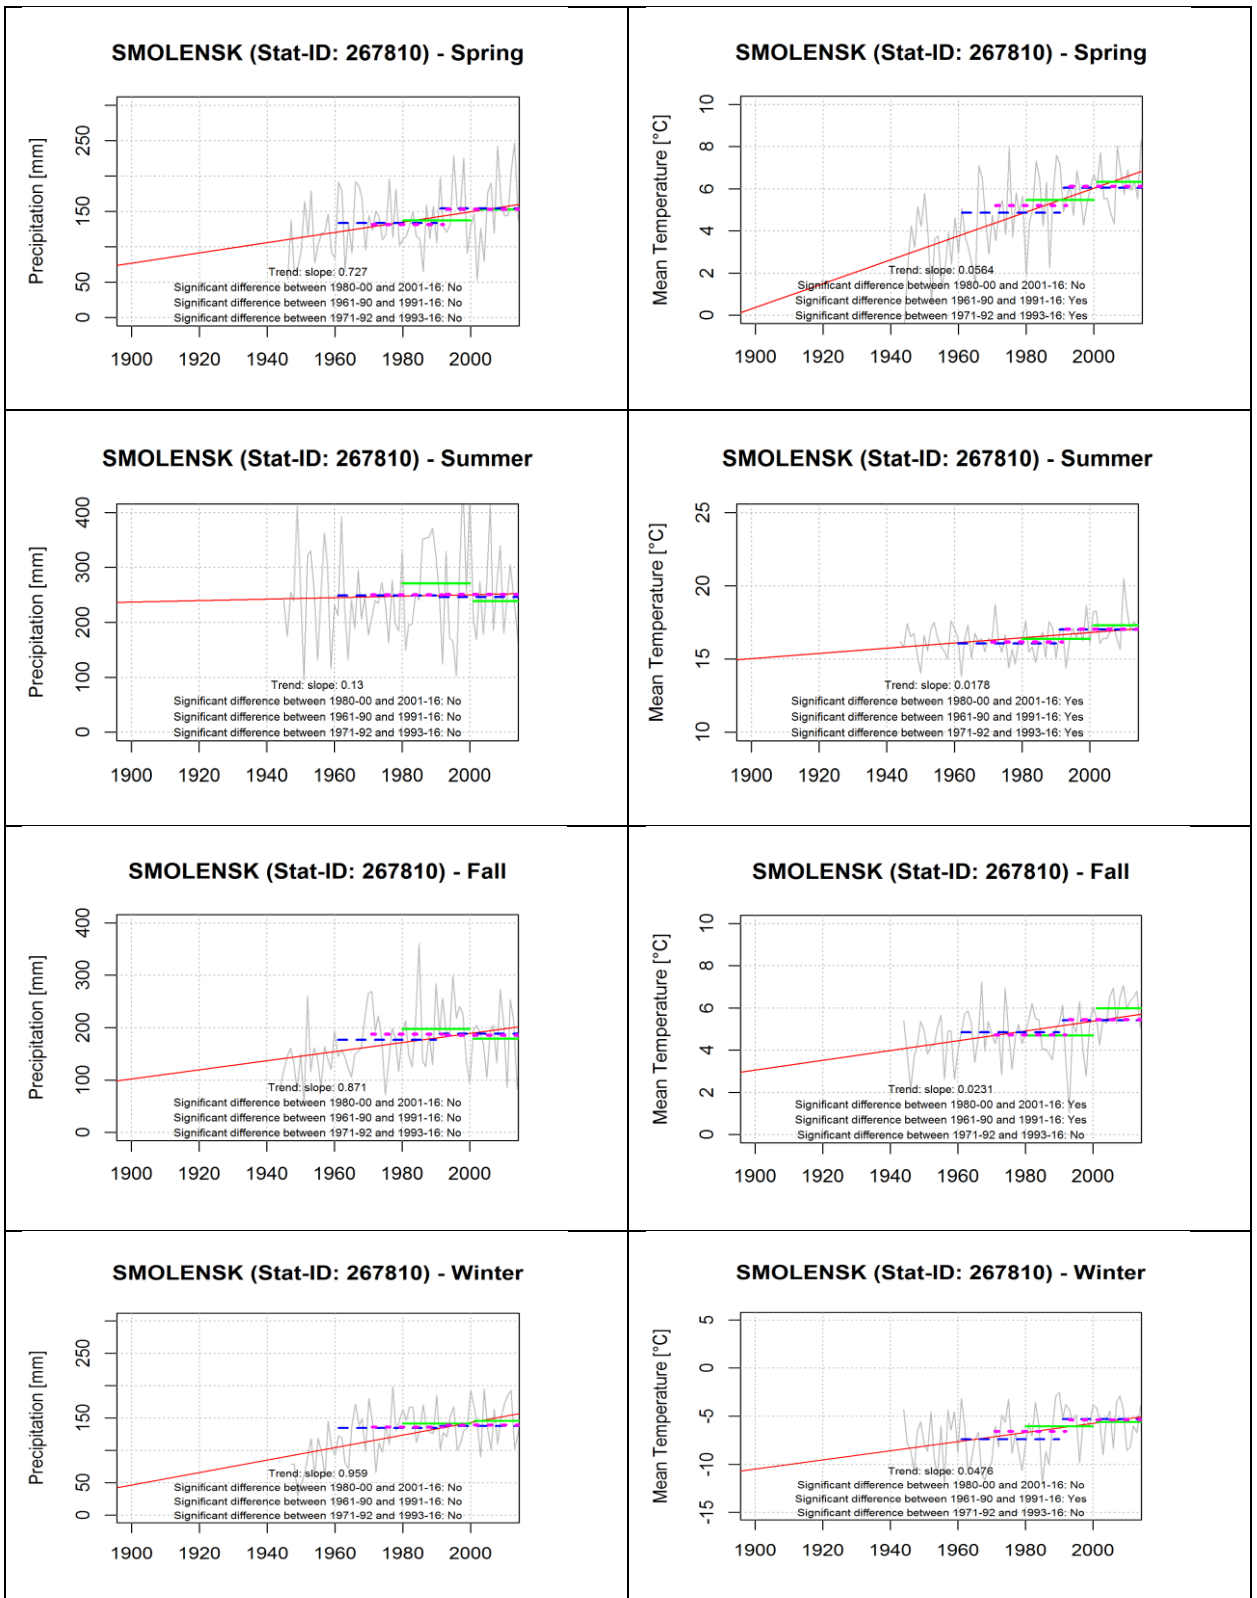 SMOLENSK (Stat-ID: 267810) - Spring
Precipitation [mm]
250
150
50
0
Trend: slope: 0.727
Significant difference between 1980-00 and 2001-16: No
Significant difference between 1961-90 and 1991-16: No
Significant difference between 1971-92 and 1993-16: No
1900 1920 1940 1960 1980 2000
SMOLENSK (Stat-ID: 267810) - Spring
Mean Temperature [°C]
10
8
6
4
2
0
Trend: slope: 0.0564
Significant difference between 1980-00 and 2001-16: No
Significant difference between 1961-90 and 1991-16: Yes
Significant difference between 1971-92 and 1993-16: Yes
1900 1920 1940 1960 1980 2000
SMOLENSK (Stat-ID: 267810) - Summer
Precipitation [mm]
400
300
200
100
0
Trend: slope: 0.13
Significant difference between 1980-00 and 2001-16: No
Significant difference between 1961-90 and 1991-16: No
Significant difference between 1971-92 and 1993-16: No
1900 1920 1940 1960 1980 2000
SMOLENSK (Stat-ID: 267810) - Summer
Mean Temperature [°C]
25
20
15
10
Trend: slope: 0.0178
Significant difference between 1980-00 and 2001-16: Yes
Significant difference between 1961-90 and 1991-16: Yes
Significant difference between 1971-92 and 1993-16: Yes
1900 1920 1940 1960 1980 2000
SMOLENSK (Stat-ID: 267810) - Fall
Precipitation [mm]
400
300
200
100
0
Trend: slope: 0.871
Significant difference between 1980-00 and 2001-16: No
Significant difference between 1961-90 and 1991-16: No
Significant difference between 1971-92 and 1993-16: No
1900 1920 1940 1960 1980 2000
SMOLENSK (Stat-ID: 267810) - Fall
Mean Temperature [°C]
10
8
6
4
2
0
Trend: slope: 0.0231
Significant difference between 1980-00 and 2001-16: Yes
Significant difference between 1961-90 and 1991-16: Yes
Significant difference between 1971-92 and 1993-16: No
1900 1920 1940 1960 1980 2000
SMOLENSK (Stat-ID: 267810) - Winter
Precipitation [mm]
250
150
50
0
Trend: slope: 0.959
Significant difference between 1980-00 and 2001-16: No
Significant difference between 1961-90 and 1991-16: No
Significant difference between 1971-92 and 1993-16: No
1900 1920 1940 1960 1980 2000
SMOLENSK (Stat-ID: 267810) - Winter
Mean Temperature [°C]
5
0
-5
-10
-15
Trend: slope: 0.0476
Significant difference between 1980-00 and 2001-16: No
Significant difference between 1961-90 and 1991-16: Yes
Significant difference between 1971-92 and 1993-16: No
1900 1920 1940 1960 1980 2000